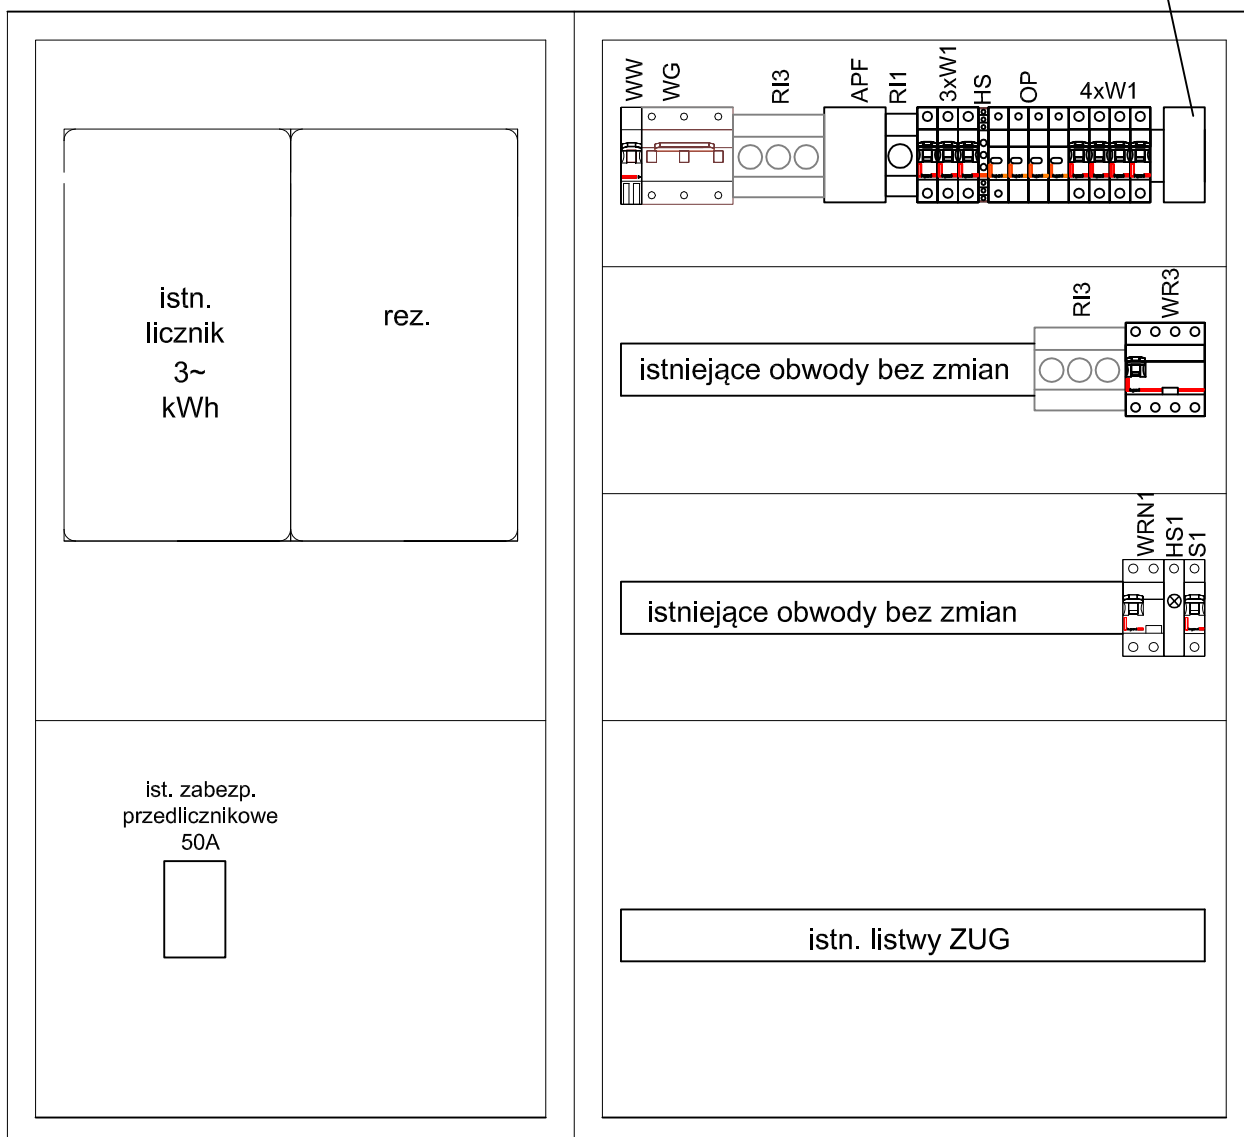 istn.
licznik
3~
kWh
rez.
ist. zabezp.
przedlicznikowe
50A
WW
WG
RI3
APF
RI1
3xW1
HS
OP
4xW1
istniejące obwody bez zmian
RI3
WR3
istniejące obwody bez zmian
WRN1
HS1
S1
istn. listwy ZUG